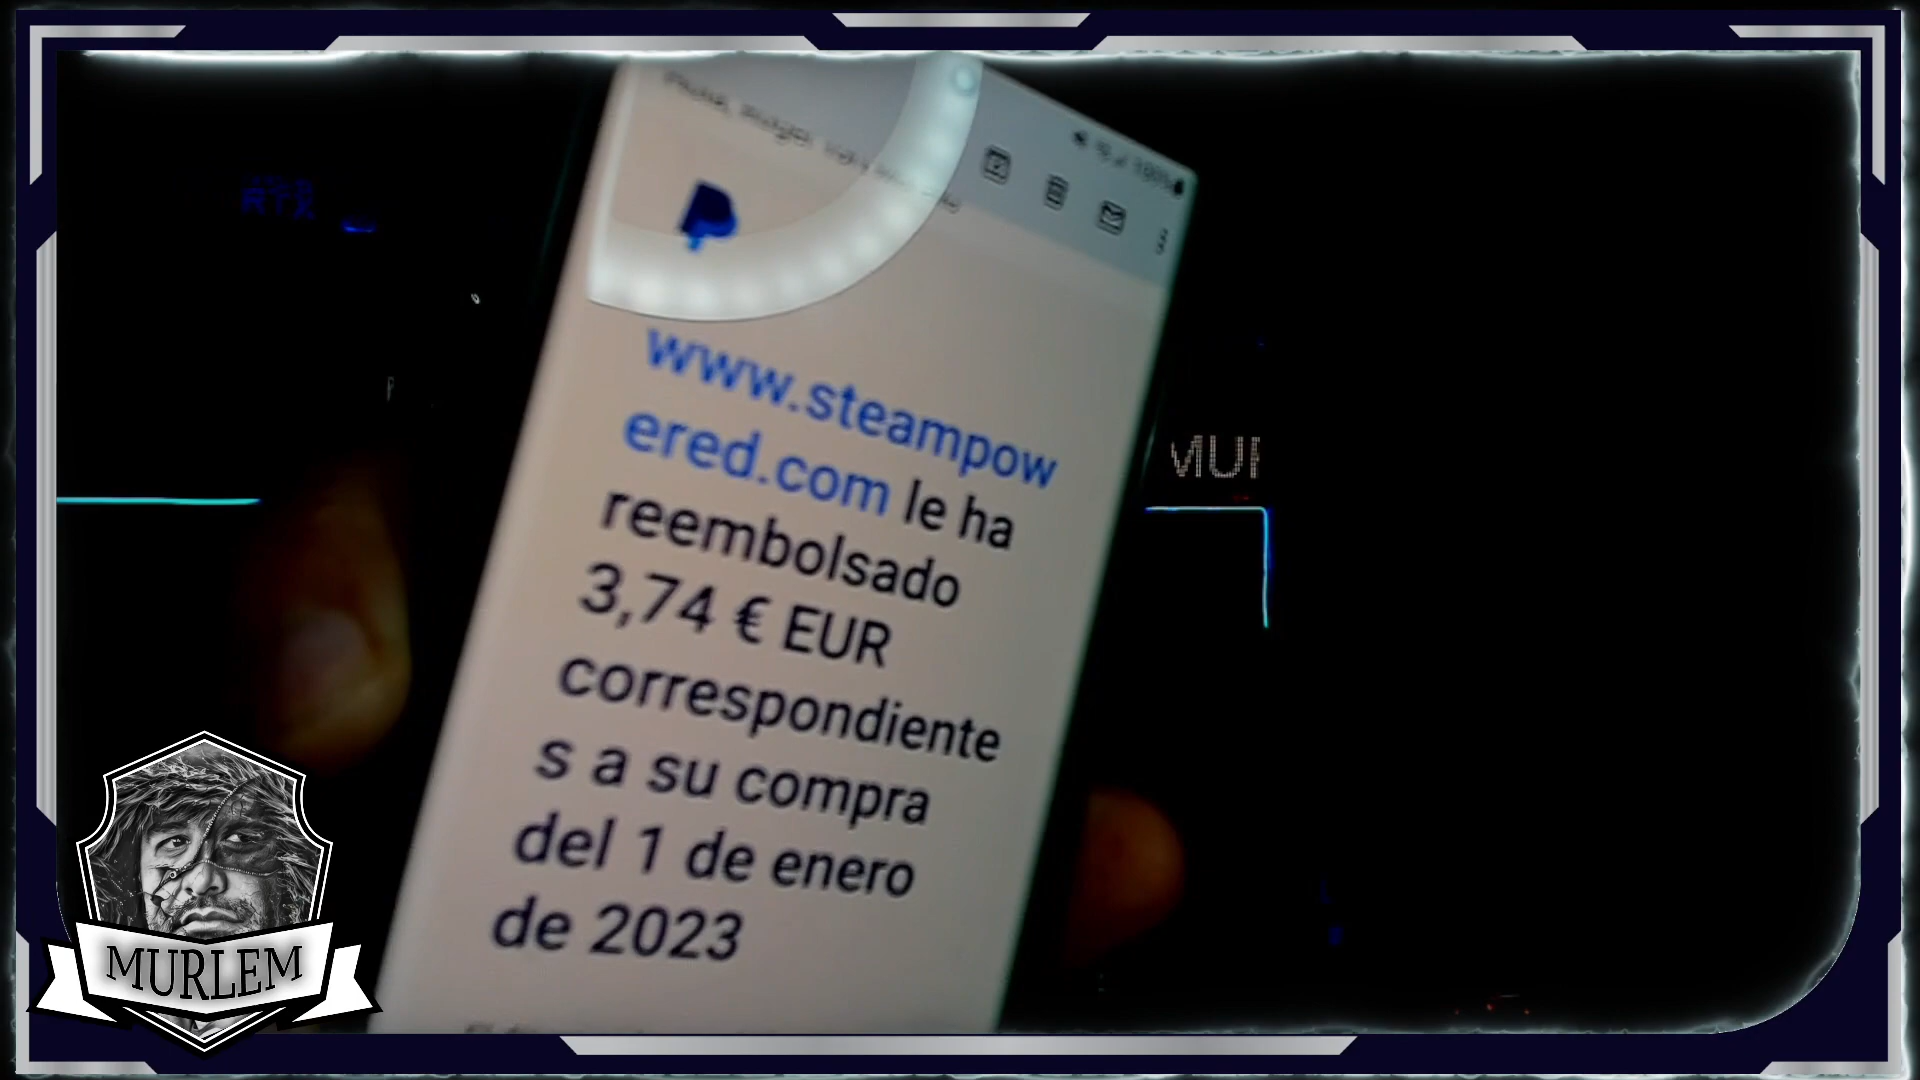 www.steampow
ered.com le ha
reembolsado
3,74 € EUR
correspondiente
s a su compra
del 1 de enero
de 2023
MUR
MURLEM